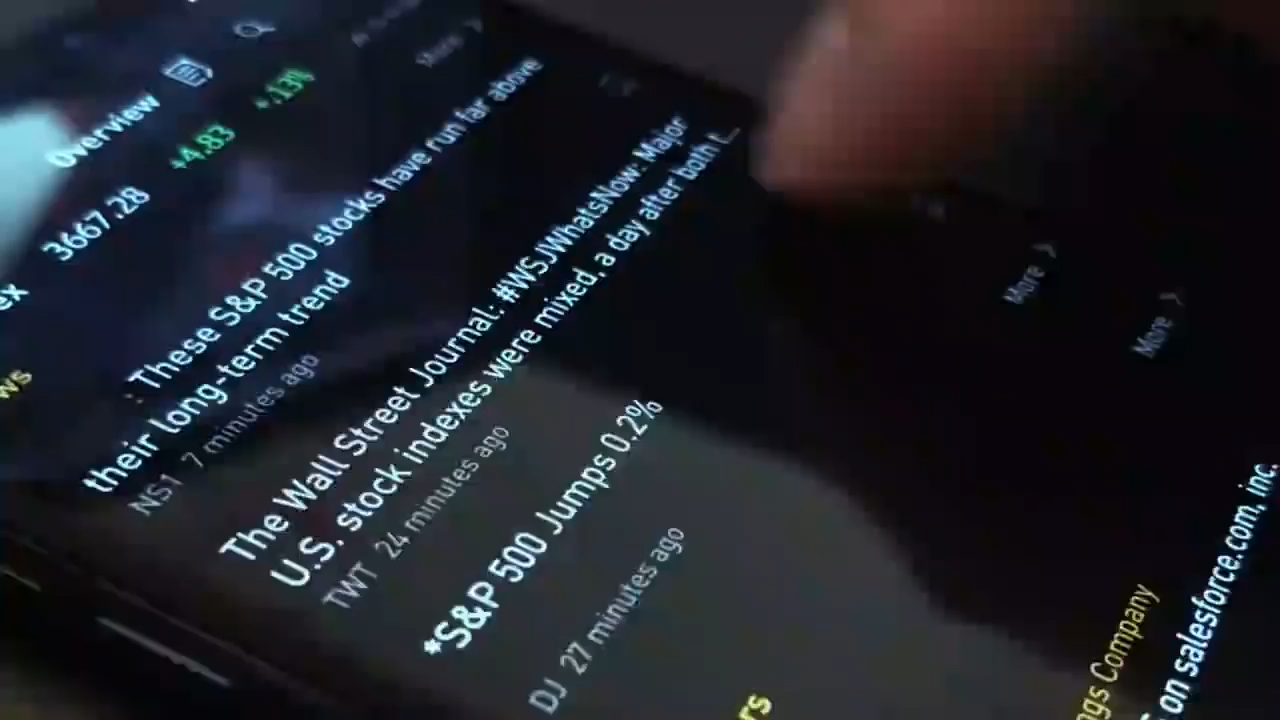 Overview
3667.28 +4.83 +.13%
More
These S&P 500 stocks have run far above
their long-term trend
NS1 7 minutes ago
The Wall Street Journal: #WSJWhatsNow: Major
U.S. stock indexes were mixed, a day after both t...
TWT 24 minutes ago
*S&P 500 Jumps 0.2%
DJ 27 minutes ago
More
More
ngs Company
on salesforce.com, inc.